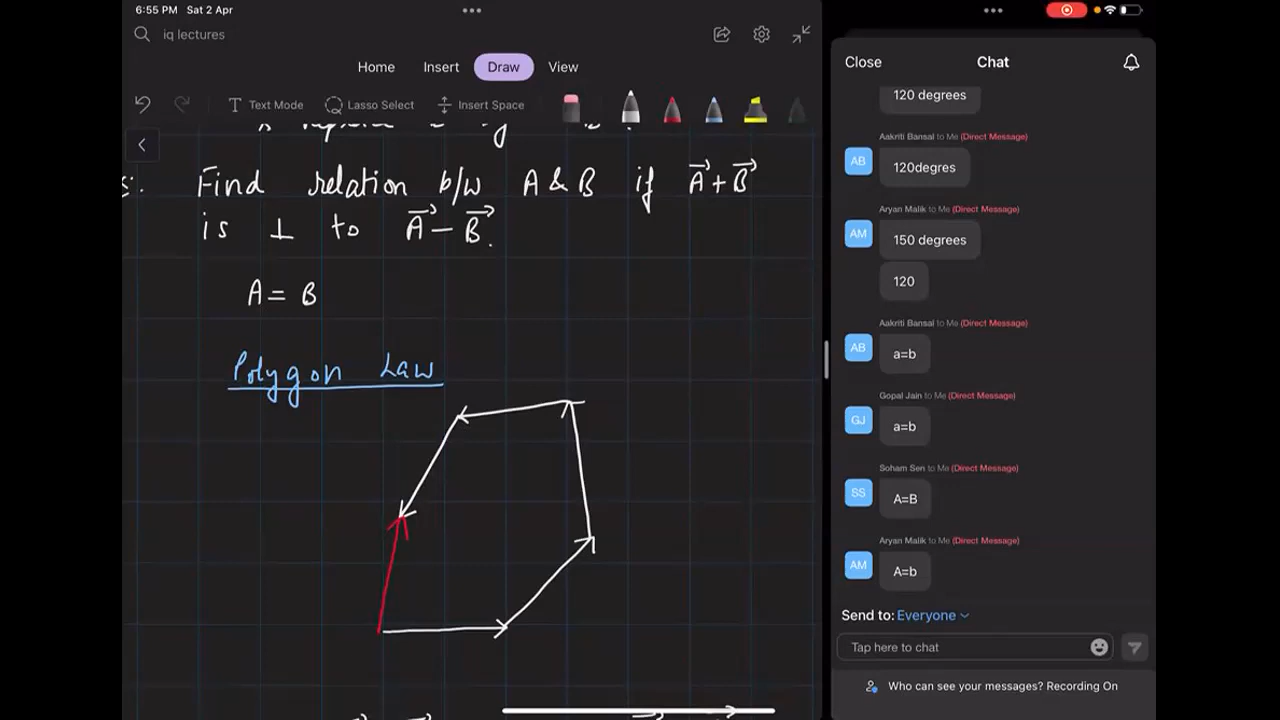 6:55 PM Sat 2 Apr
iq lectures
Home Insert Draw View
Text Mode Lasso Select Insert Space
Find relation b/w A & B if A⃗ + B⃗
is ⊥ to A⃗ − B⃗.
A = B
Polygon Law
Close Chat
120 degrees
Aakriti Bansal to Me (Direct Message)
AB 120degres
Aryan Malik to Me (Direct Message)
AM 150 degrees
120
Aakriti Bansal to Me (Direct Message)
AB a=b
Gopal Jain to Me (Direct Message)
GJ a=b
Soham Sen to Me (Direct Message)
SS A=B
Aryan Malik to Me (Direct Message)
AM A=b
Send to: Everyone
Tap here to chat
Who can see your messages? Recording On